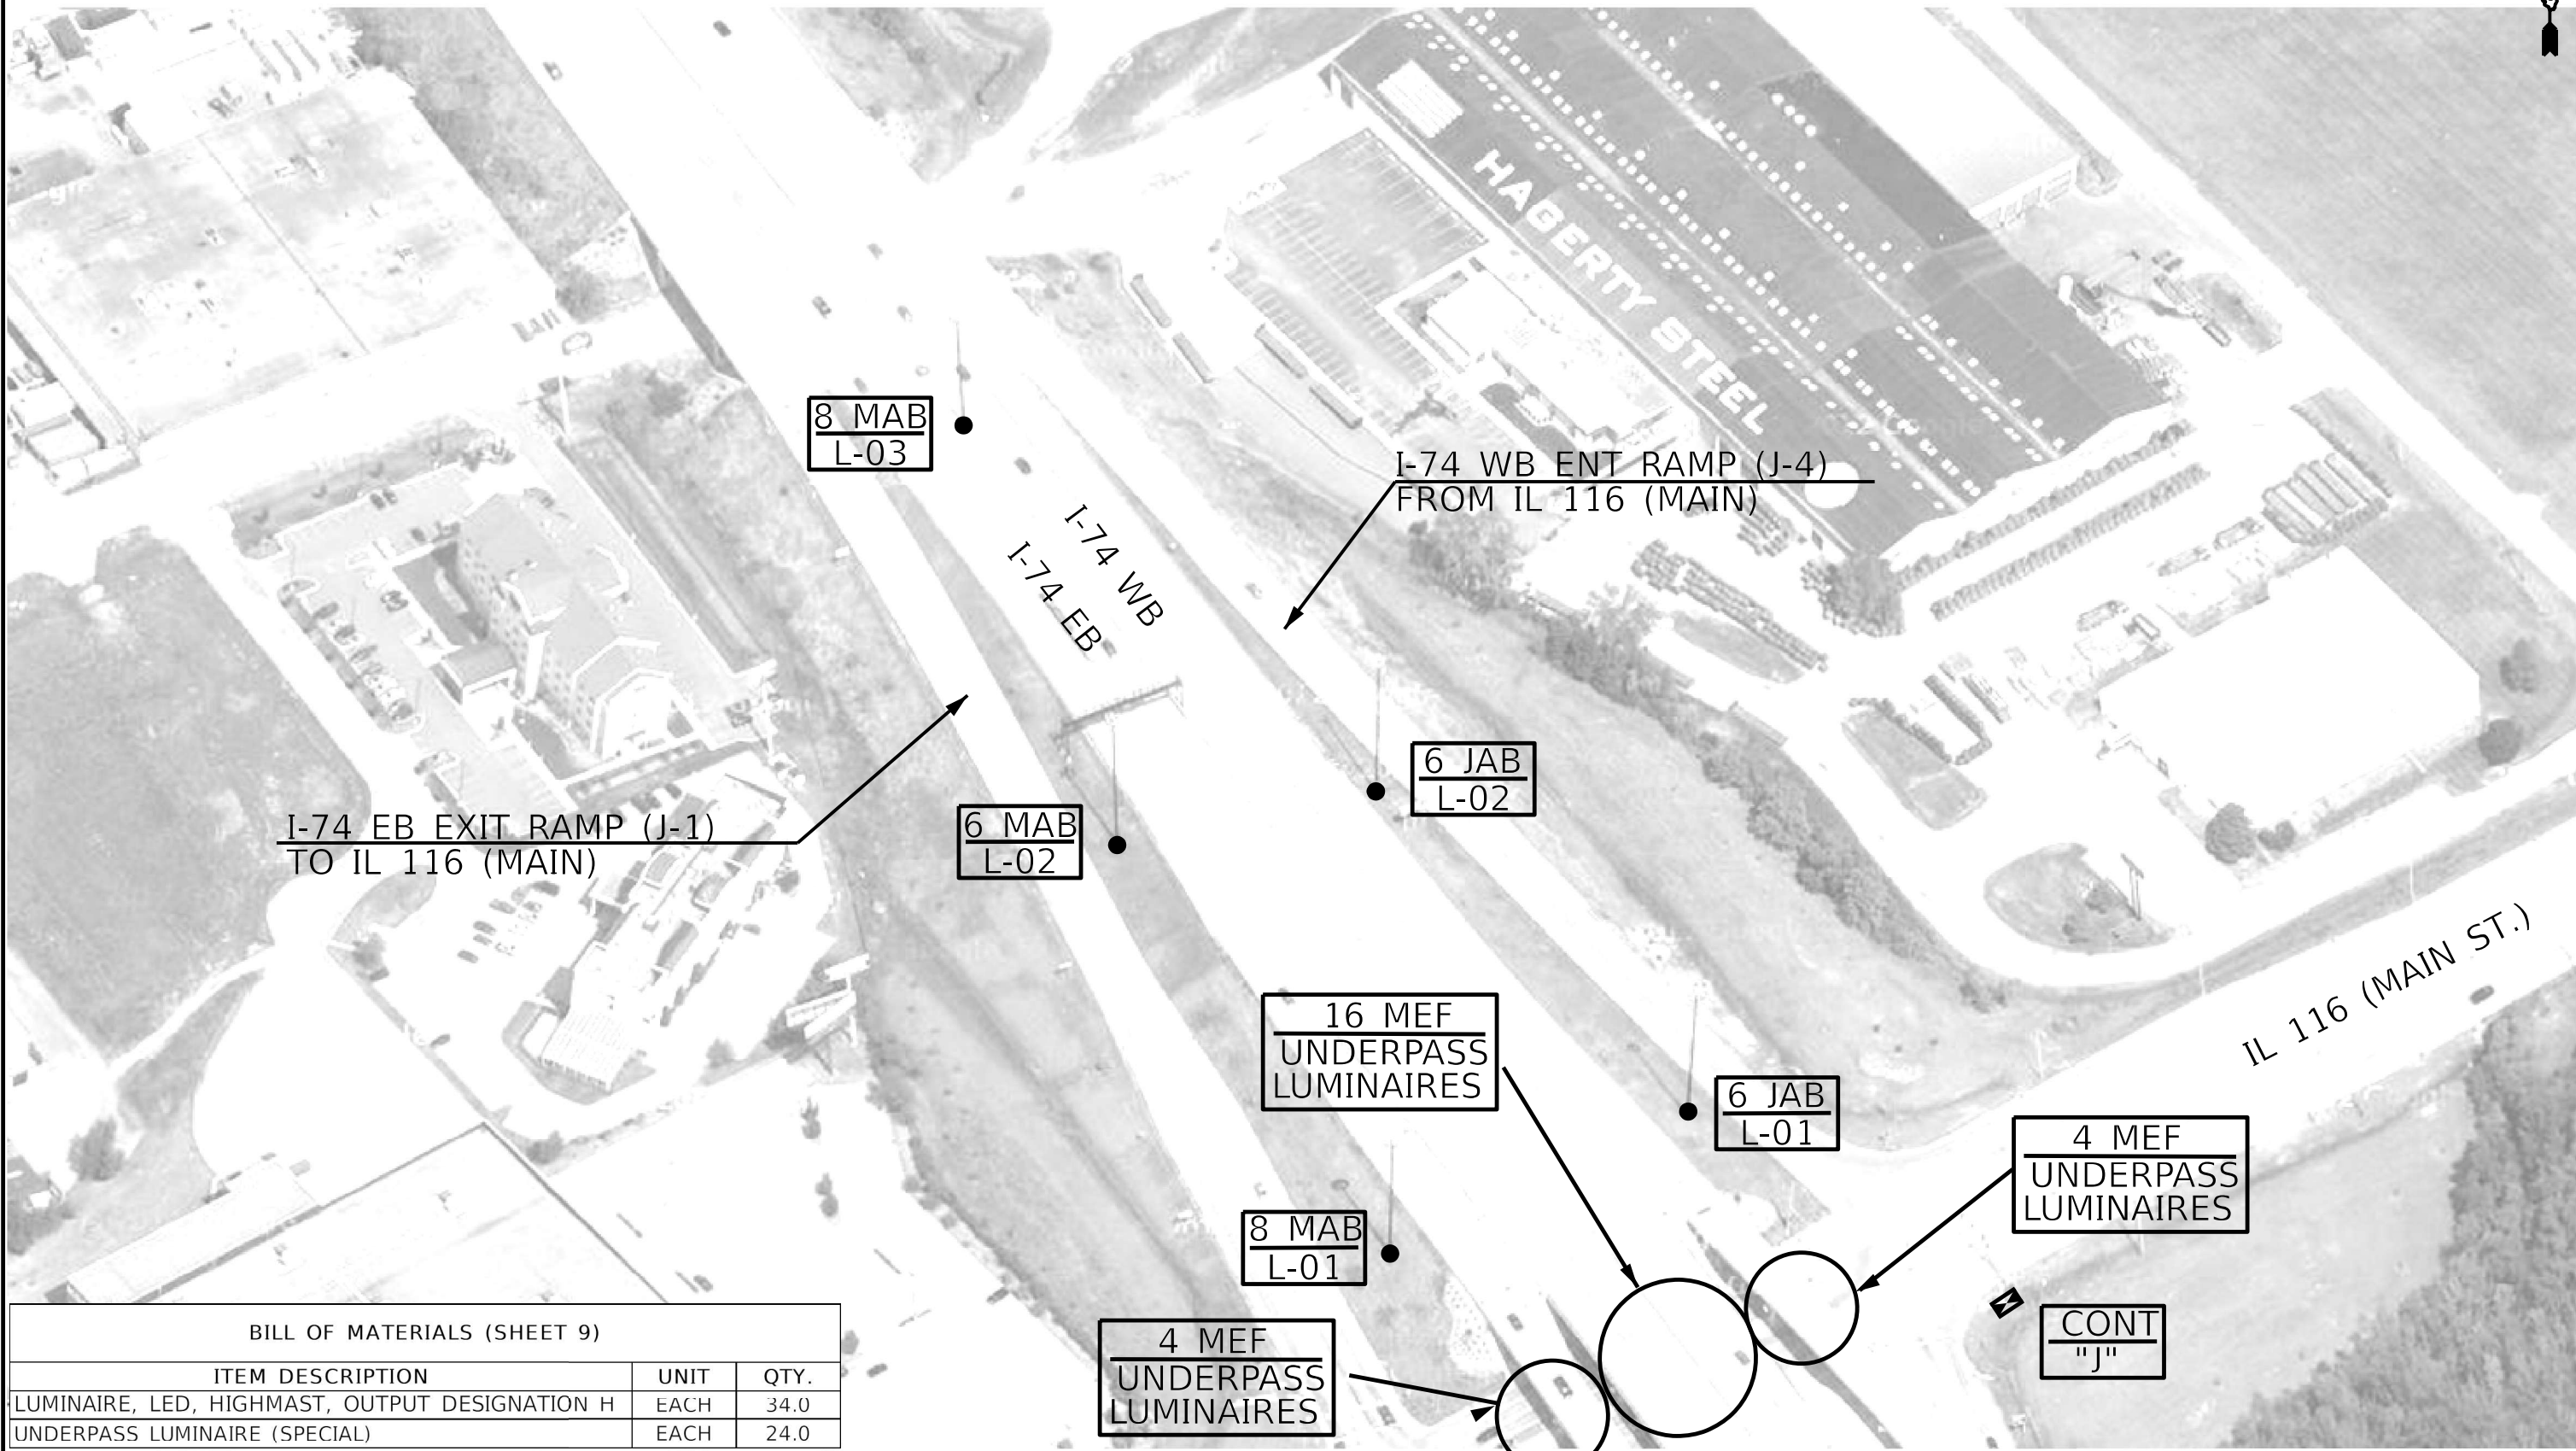 HAGERTY STEEL
8 MAB
L-03
I-74 WB ENT RAMP (J-4)
FROM IL 116 (MAIN)
I-74 WB
I-74 EB
6 JAB
L-02
I-74 EB EXIT RAMP (J-1)
TO IL 116 (MAIN)
6 MAB
L-02
IL 116 (MAIN ST.)
16 MEF
UNDERPASS
LUMINAIRES
6 JAB
L-01
4 MEF
UNDERPASS
LUMINAIRES
8 MAB
L-01
CONT
"J"
4 MEF
UNDERPASS
LUMINAIRES
BILL OF MATERIALS (SHEET 9)
ITEM DESCRIPTION UNIT QTY.
LUMINAIRE, LED, HIGHMAST, OUTPUT DESIGNATION H EACH 34.0
UNDERPASS LUMINAIRE (SPECIAL) EACH 24.0